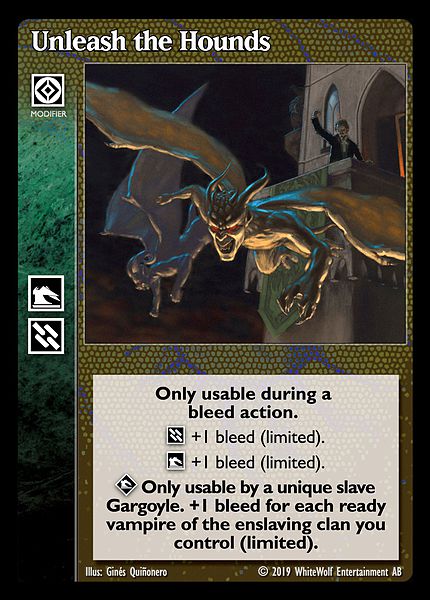 Unleash the Hounds
MODIFIER
Only usable during a
bleed action.
+1 bleed (limited).
+1 bleed (limited).
Only usable by a unique slave
Gargoyle. +1 bleed for each ready
vampire of the enslaving clan you
control (limited).
Illus: Ginés Quiñonero © 2019 WhiteWolf Entertainment AB